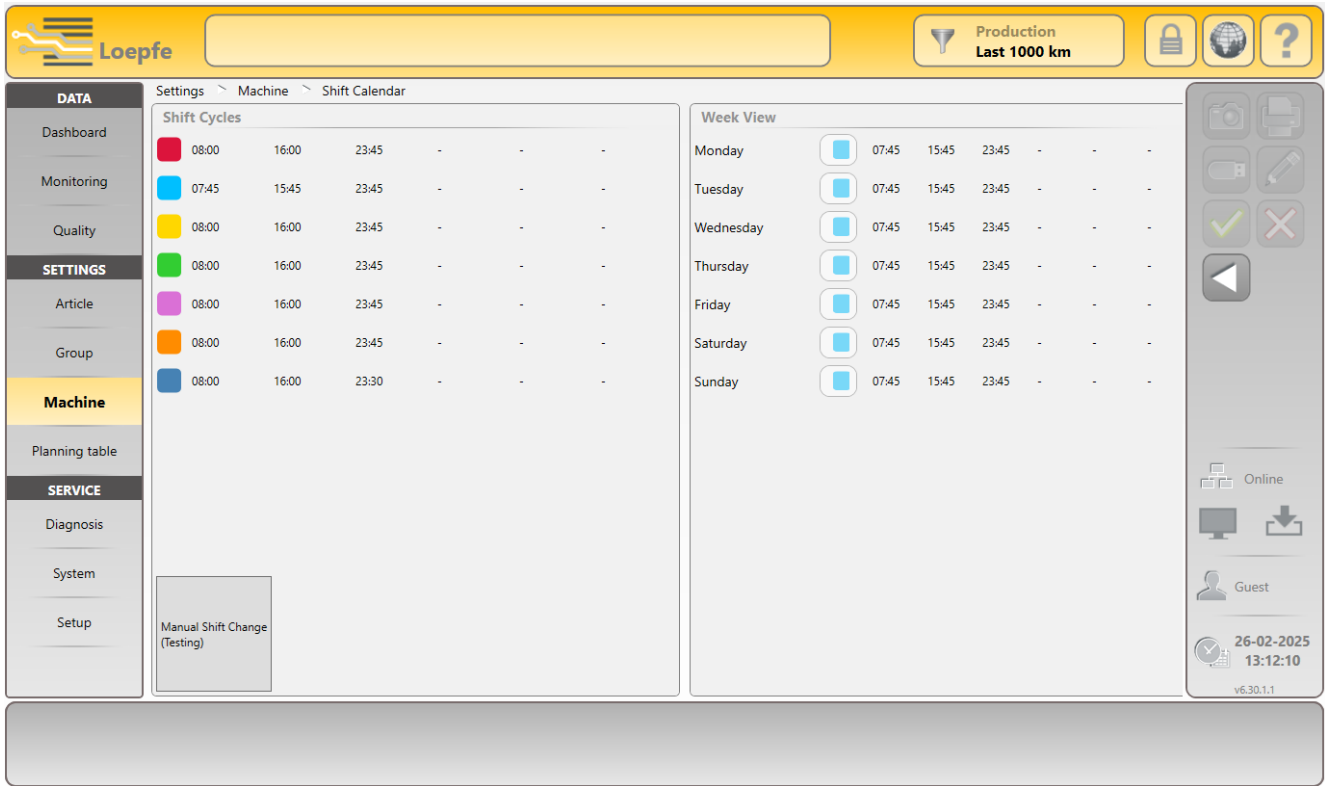 Loepfe
Production
Last 1000 km
?
DATA
Dashboard
Monitoring
Quality
SETTINGS
Article
Group
Machine
Planning table
SERVICE
Diagnosis
System
Setup
Settings > Machine > Shift Calendar
Shift Cycles
08:00 16:00 23:45 - - -
07:45 15:45 23:45 - - -
08:00 16:00 23:45 - - -
08:00 16:00 23:45 - - -
08:00 16:00 23:45 - - -
08:00 16:00 23:45 - - -
08:00 16:00 23:30 - - -
Manual Shift Change
(Testing)
Week View
Monday 07:45 15:45 23:45 - - -
Tuesday 07:45 15:45 23:45 - - -
Wednesday 07:45 15:45 23:45 - - -
Thursday 07:45 15:45 23:45 - - -
Friday 07:45 15:45 23:45 - - -
Saturday 07:45 15:45 23:45 - - -
Sunday 07:45 15:45 23:45 - - -
Online
Guest
26-02-2025
13:12:10
v6.30.1.1